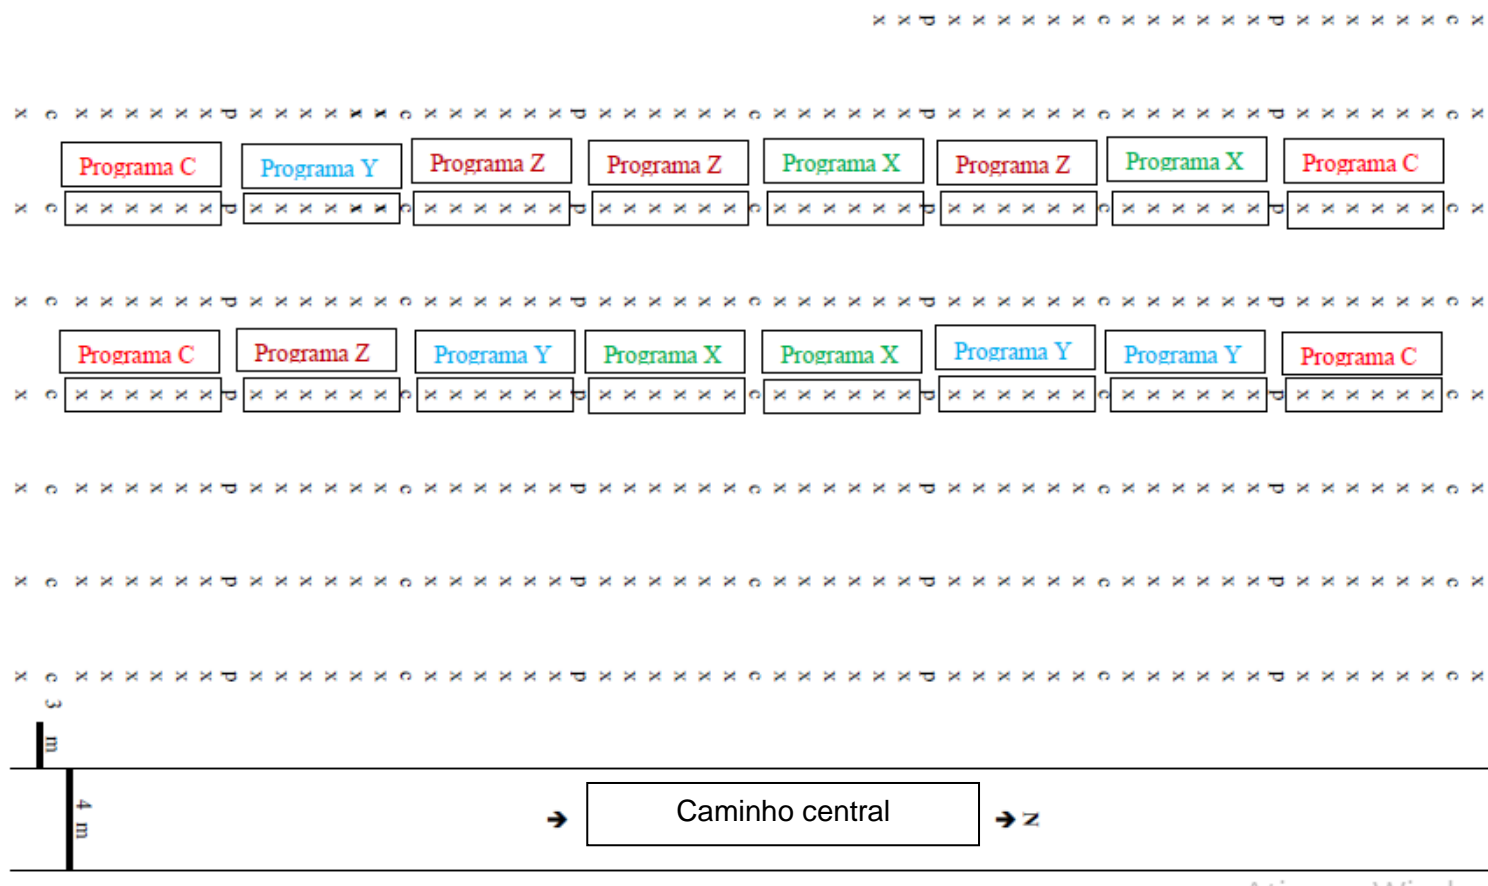 x x p x x x x x x c x x x x x x p x x x x x x c x
x c x x x x x x p x x x x x x c x x x x x x p x x x x x x c x x x x x x p x x x x x x c x x x x x x p x x x x x x c x
Programa C Programa Y Programa Z Programa Z Programa X Programa Z Programa X Programa C
x c x x x x x x p x x x x x x c x x x x x x p x x x x x x c x x x x x x p x x x x x x c x x x x x x p x x x x x x c x
x c x x x x x x p x x x x x x c x x x x x x p x x x x x x c x x x x x x p x x x x x x c x x x x x x p x x x x x x c x
Programa C Programa Z Programa Y Programa X Programa X Programa Y Programa Y Programa C
x c x x x x x x p x x x x x x c x x x x x x p x x x x x x c x x x x x x p x x x x x x c x x x x x x p x x x x x x c x
x c x x x x x x p x x x x x x c x x x x x x p x x x x x x c x x x x x x p x x x x x x c x x x x x x p x x x x x x c x
x c x x x x x x p x x x x x x c x x x x x x p x x x x x x c x x x x x x p x x x x x x c x x x x x x p x x x x x x c x
x c x x x x x x p x x x x x x c x x x x x x p x x x x x x c x x x x x x p x x x x x x c x x x x x x p x x x x x x c x
3 m
4 m
→ Caminho central → N